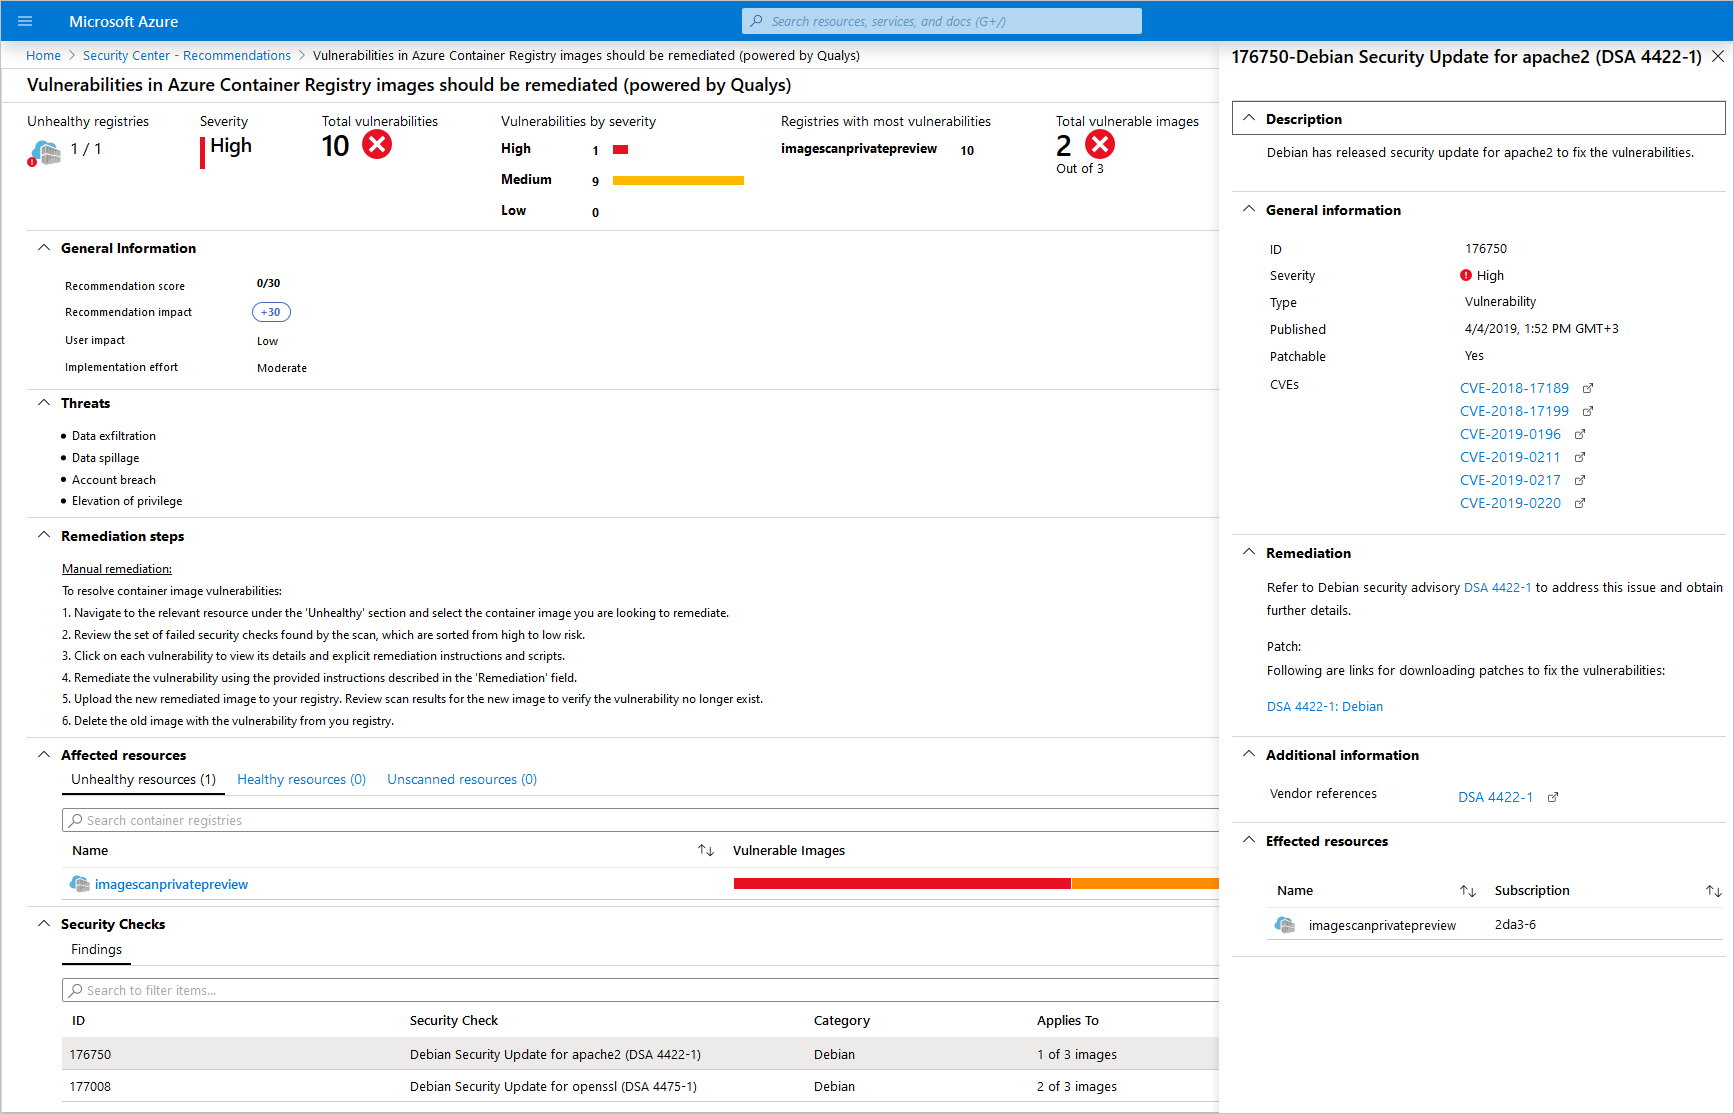 Microsoft Azure
Search resources, services, and docs (G+/)
Home > Security Center - Recommendations > Vulnerabilities in Azure Container Registry images should be remediated (powered by Qualys)
Vulnerabilities in Azure Container Registry images should be remediated (powered by Qualys)
Unhealthy registries
1 / 1
Severity
High
Total vulnerabilities
10
Vulnerabilities by severity
High 1
Medium 9
Low 0
Registries with most vulnerabilities
imagescanprivatepreview 10
Total vulnerable images
2
Out of 3
General Information
Recommendation score 0/30
Recommendation impact +30
User impact Low
Implementation effort Moderate
Threats
• Data exfiltration
• Data spillage
• Account breach
• Elevation of privilege
Remediation steps
Manual remediation:
To resolve container image vulnerabilities:
1. Navigate to the relevant resource under the 'Unhealthy' section and select the container image you are looking to remediate.
2. Review the set of failed security checks found by the scan, which are sorted from high to low risk.
3. Click on each vulnerability to view its details and explicit remediation instructions and scripts.
4. Remediate the vulnerability using the provided instructions described in the 'Remediation' field.
5. Upload the new remediated image to your registry. Review scan results for the new image to verify the vulnerability no longer exist.
6. Delete the old image with the vulnerability from you registry.
Affected resources
Unhealthy resources (1) Healthy resources (0) Unscanned resources (0)
Search container registries
Name Vulnerable Images
imagescanprivatepreview
Security Checks
Findings
Search to filter items...
ID Security Check Category Applies To
176750 Debian Security Update for apache2 (DSA 4422-1) Debian 1 of 3 images
177008 Debian Security Update for openssl (DSA 4475-1) Debian 2 of 3 images
176750-Debian Security Update for apache2 (DSA 4422-1)
Description
Debian has released security update for apache2 to fix the vulnerabilities.
General information
ID 176750
Severity High
Type Vulnerability
Published 4/4/2019, 1:52 PM GMT+3
Patchable Yes
CVEs CVE-2018-17189
CVE-2018-17199
CVE-2019-0196
CVE-2019-0211
CVE-2019-0217
CVE-2019-0220
Remediation
Refer to Debian security advisory DSA 4422-1 to address this issue and obtain
further details.
Patch:
Following are links for downloading patches to fix the vulnerabilities:
DSA 4422-1: Debian
Additional information
Vendor references DSA 4422-1
Effected resources
Name Subscription
imagescanprivatepreview 2da3-6